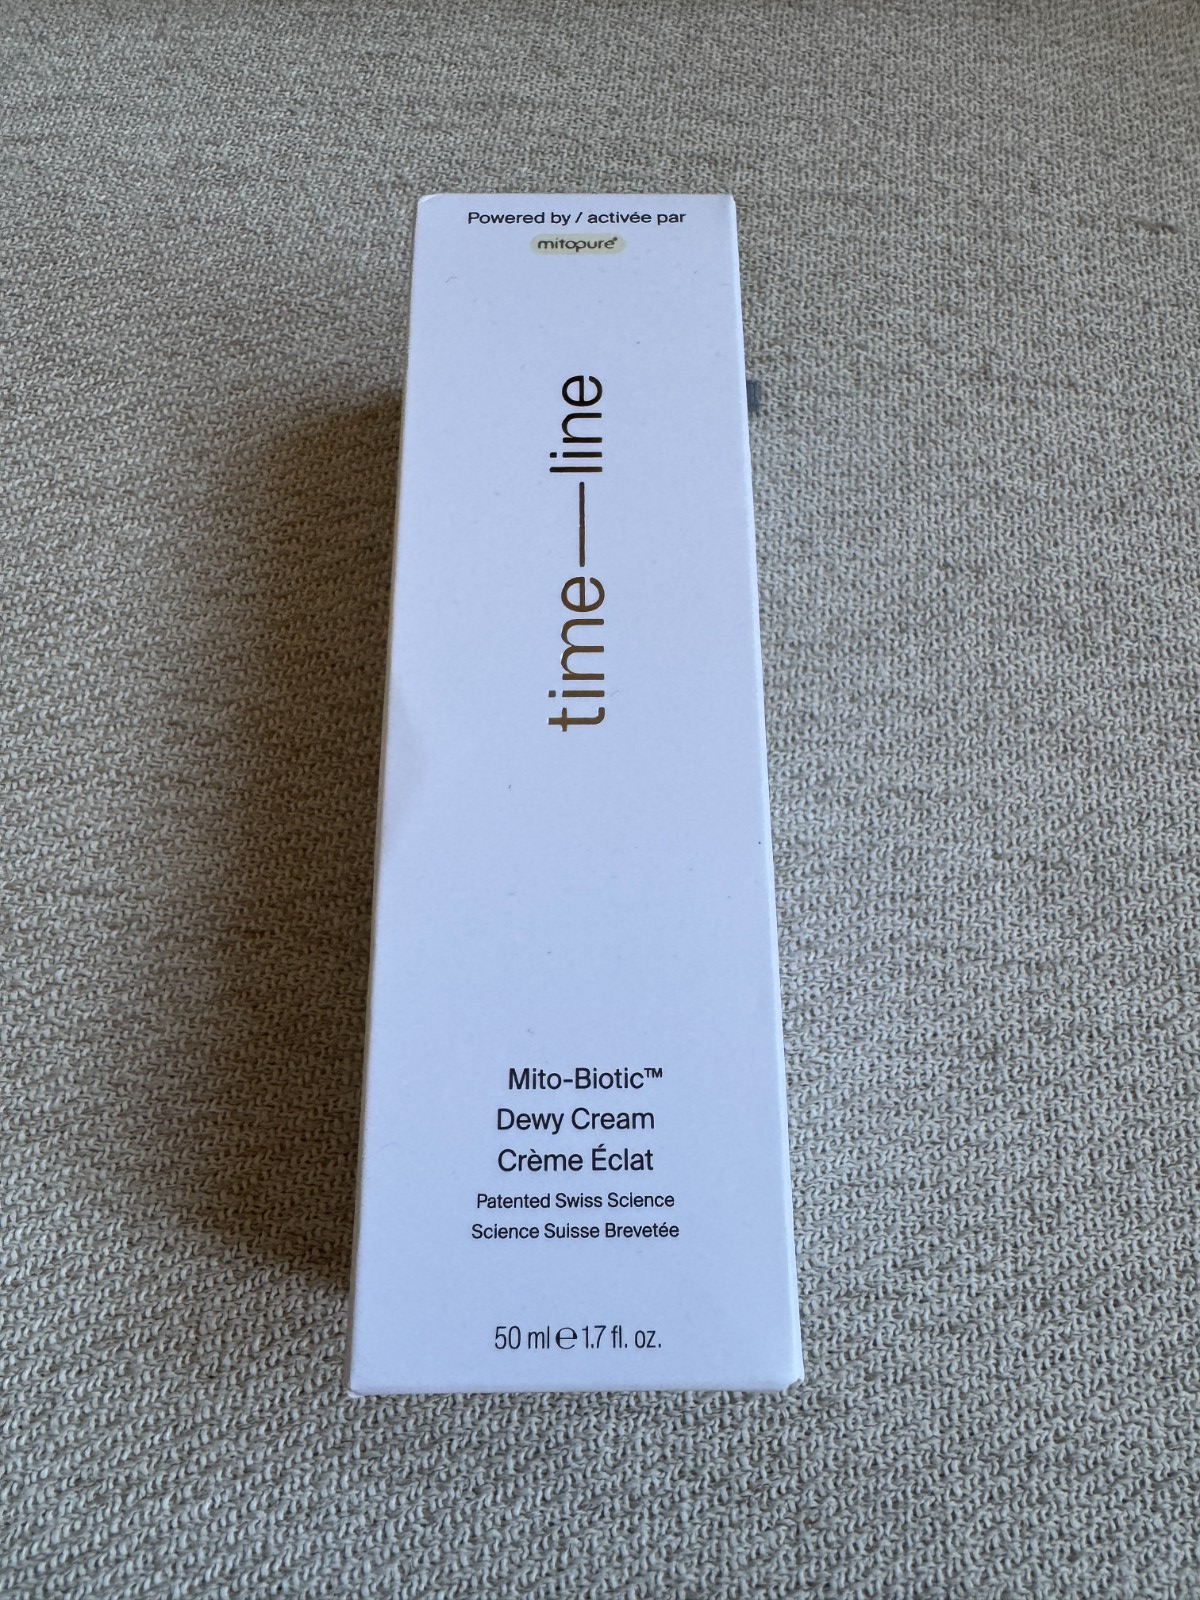 Powered by / activée par
mitopure®
time—line
Mito-Biotic™
Dewy Cream
Crème Éclat
Patented Swiss Science
Science Suisse Brevetée
50 ml ℮ 1.7 fl. oz.